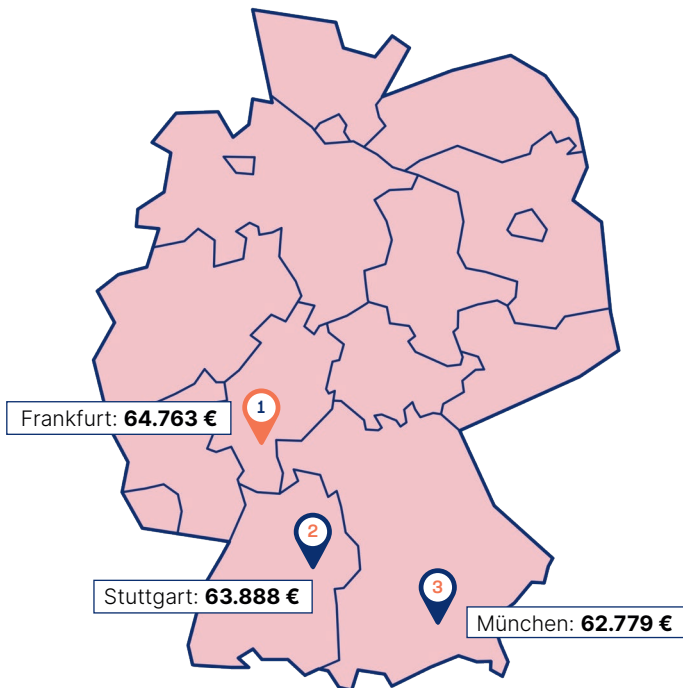 1
Frankfurt: 64.763 €
2
Stuttgart: 63.888 €
3
München: 62.779 €